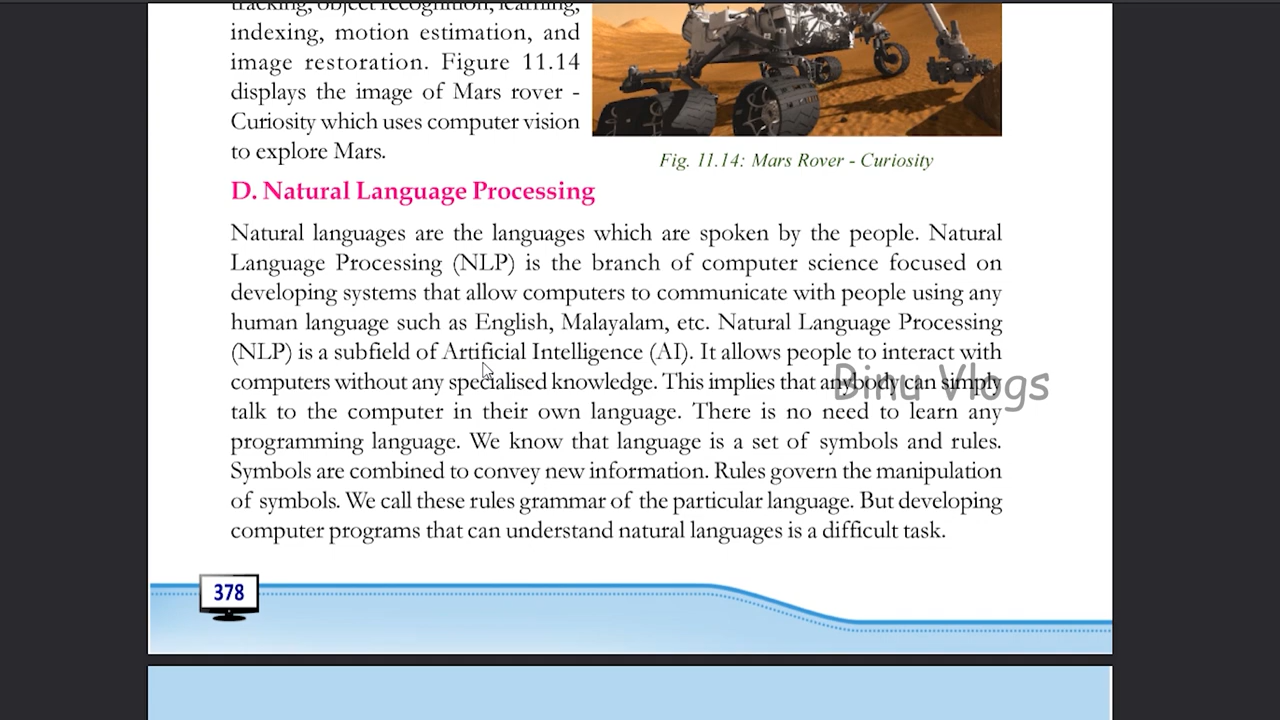 tracking, object recognition, learning,
indexing, motion estimation, and
image restoration. Figure 11.14
displays the image of Mars rover -
Curiosity which uses computer vision
to explore Mars.
Fig. 11.14: Mars Rover - Curiosity
D. Natural Language Processing
Natural languages are the languages which are spoken by the people. Natural
Language Processing (NLP) is the branch of computer science focused on
developing systems that allow computers to communicate with people using any
human language such as English, Malayalam, etc. Natural Language Processing
(NLP) is a subfield of Artificial Intelligence (AI). It allows people to interact with
computers without any specialised knowledge. This implies that anybody can simply
talk to the computer in their own language. There is no need to learn any
programming language. We know that language is a set of symbols and rules.
Symbols are combined to convey new information. Rules govern the manipulation
of symbols. We call these rules grammar of the particular language. But developing
computer programs that can understand natural languages is a difficult task.
Binu Vlogs
378